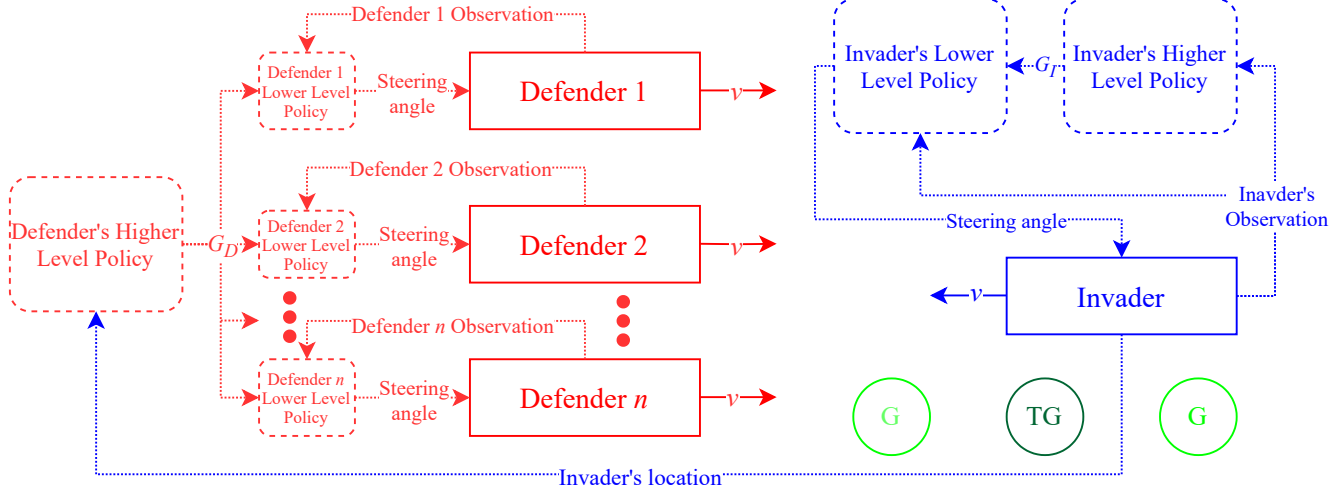 Defender 1 Observation
Defender 1
Lower Level
Policy
Steering
angle
Defender 1
v
Defender 2 Observation
Defender's Higher
Level Policy
G_D
Defender 2
Lower Level
Policy
Steering
angle
Defender 2
v
Defender n Observation
Defender n
Lower Level
Policy
Steering
angle
Defender n
v
Invader's Lower
Level Policy
G_I
Invader's Higher
Level Policy
Inavder's
Observation
Steering angle
v
Invader
G
TG
G
Invader's location